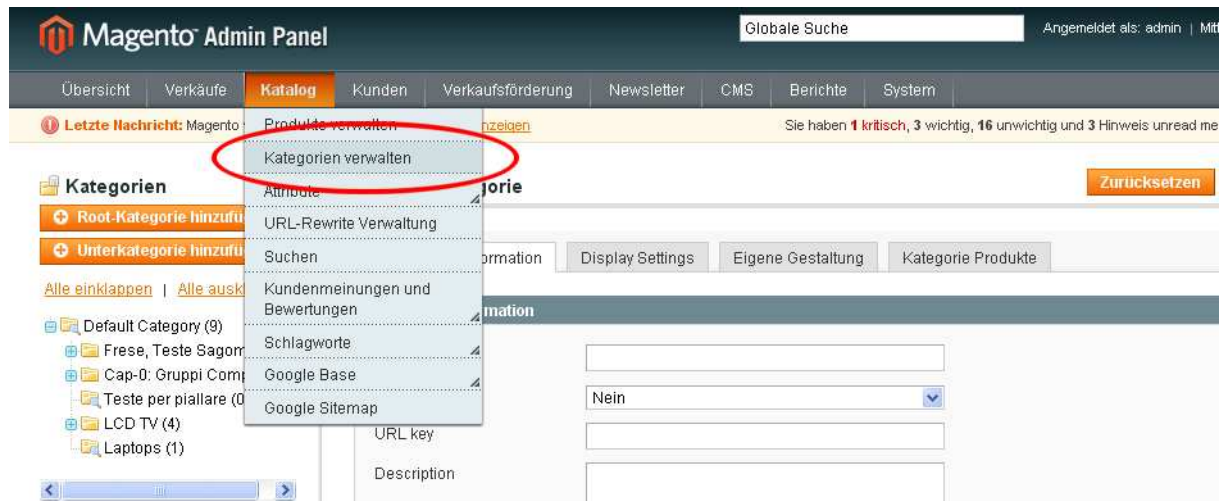 Magento Admin Panel
Globale Suche
Angemeldet als: admin |
Übersicht Verkäufe Katalog Kunden Verkaufsförderung Newsletter CMS Berichte System
Letzte Nachricht: Magento
Produkte verwalten
nzeigen
Sie haben 1 kritisch, 3 wichtig, 16 unwichtig und 3 Hinweis unread me
Kategorien verwalten
Kategorien
Attribute
gorie
Zurücksetzen
Root-Kategorie hinzufü
URL-Rewrite Verwaltung
Unterkategorie hinzufü
Suchen
ormation
Display Settings
Eigene Gestaltung
Kategorie Produkte
Alle einklappen | Alle auskl
Kundenmeinungen und
Bewertungen
mation
Default Category (9)
Schlagworte
Frese, Teste Sagom
Cap-0: Gruppi Comp
Google Base
Teste per piallare (0
Nein
Google Sitemap
LCD TV (4)
URL key
Laptops (1)
Description